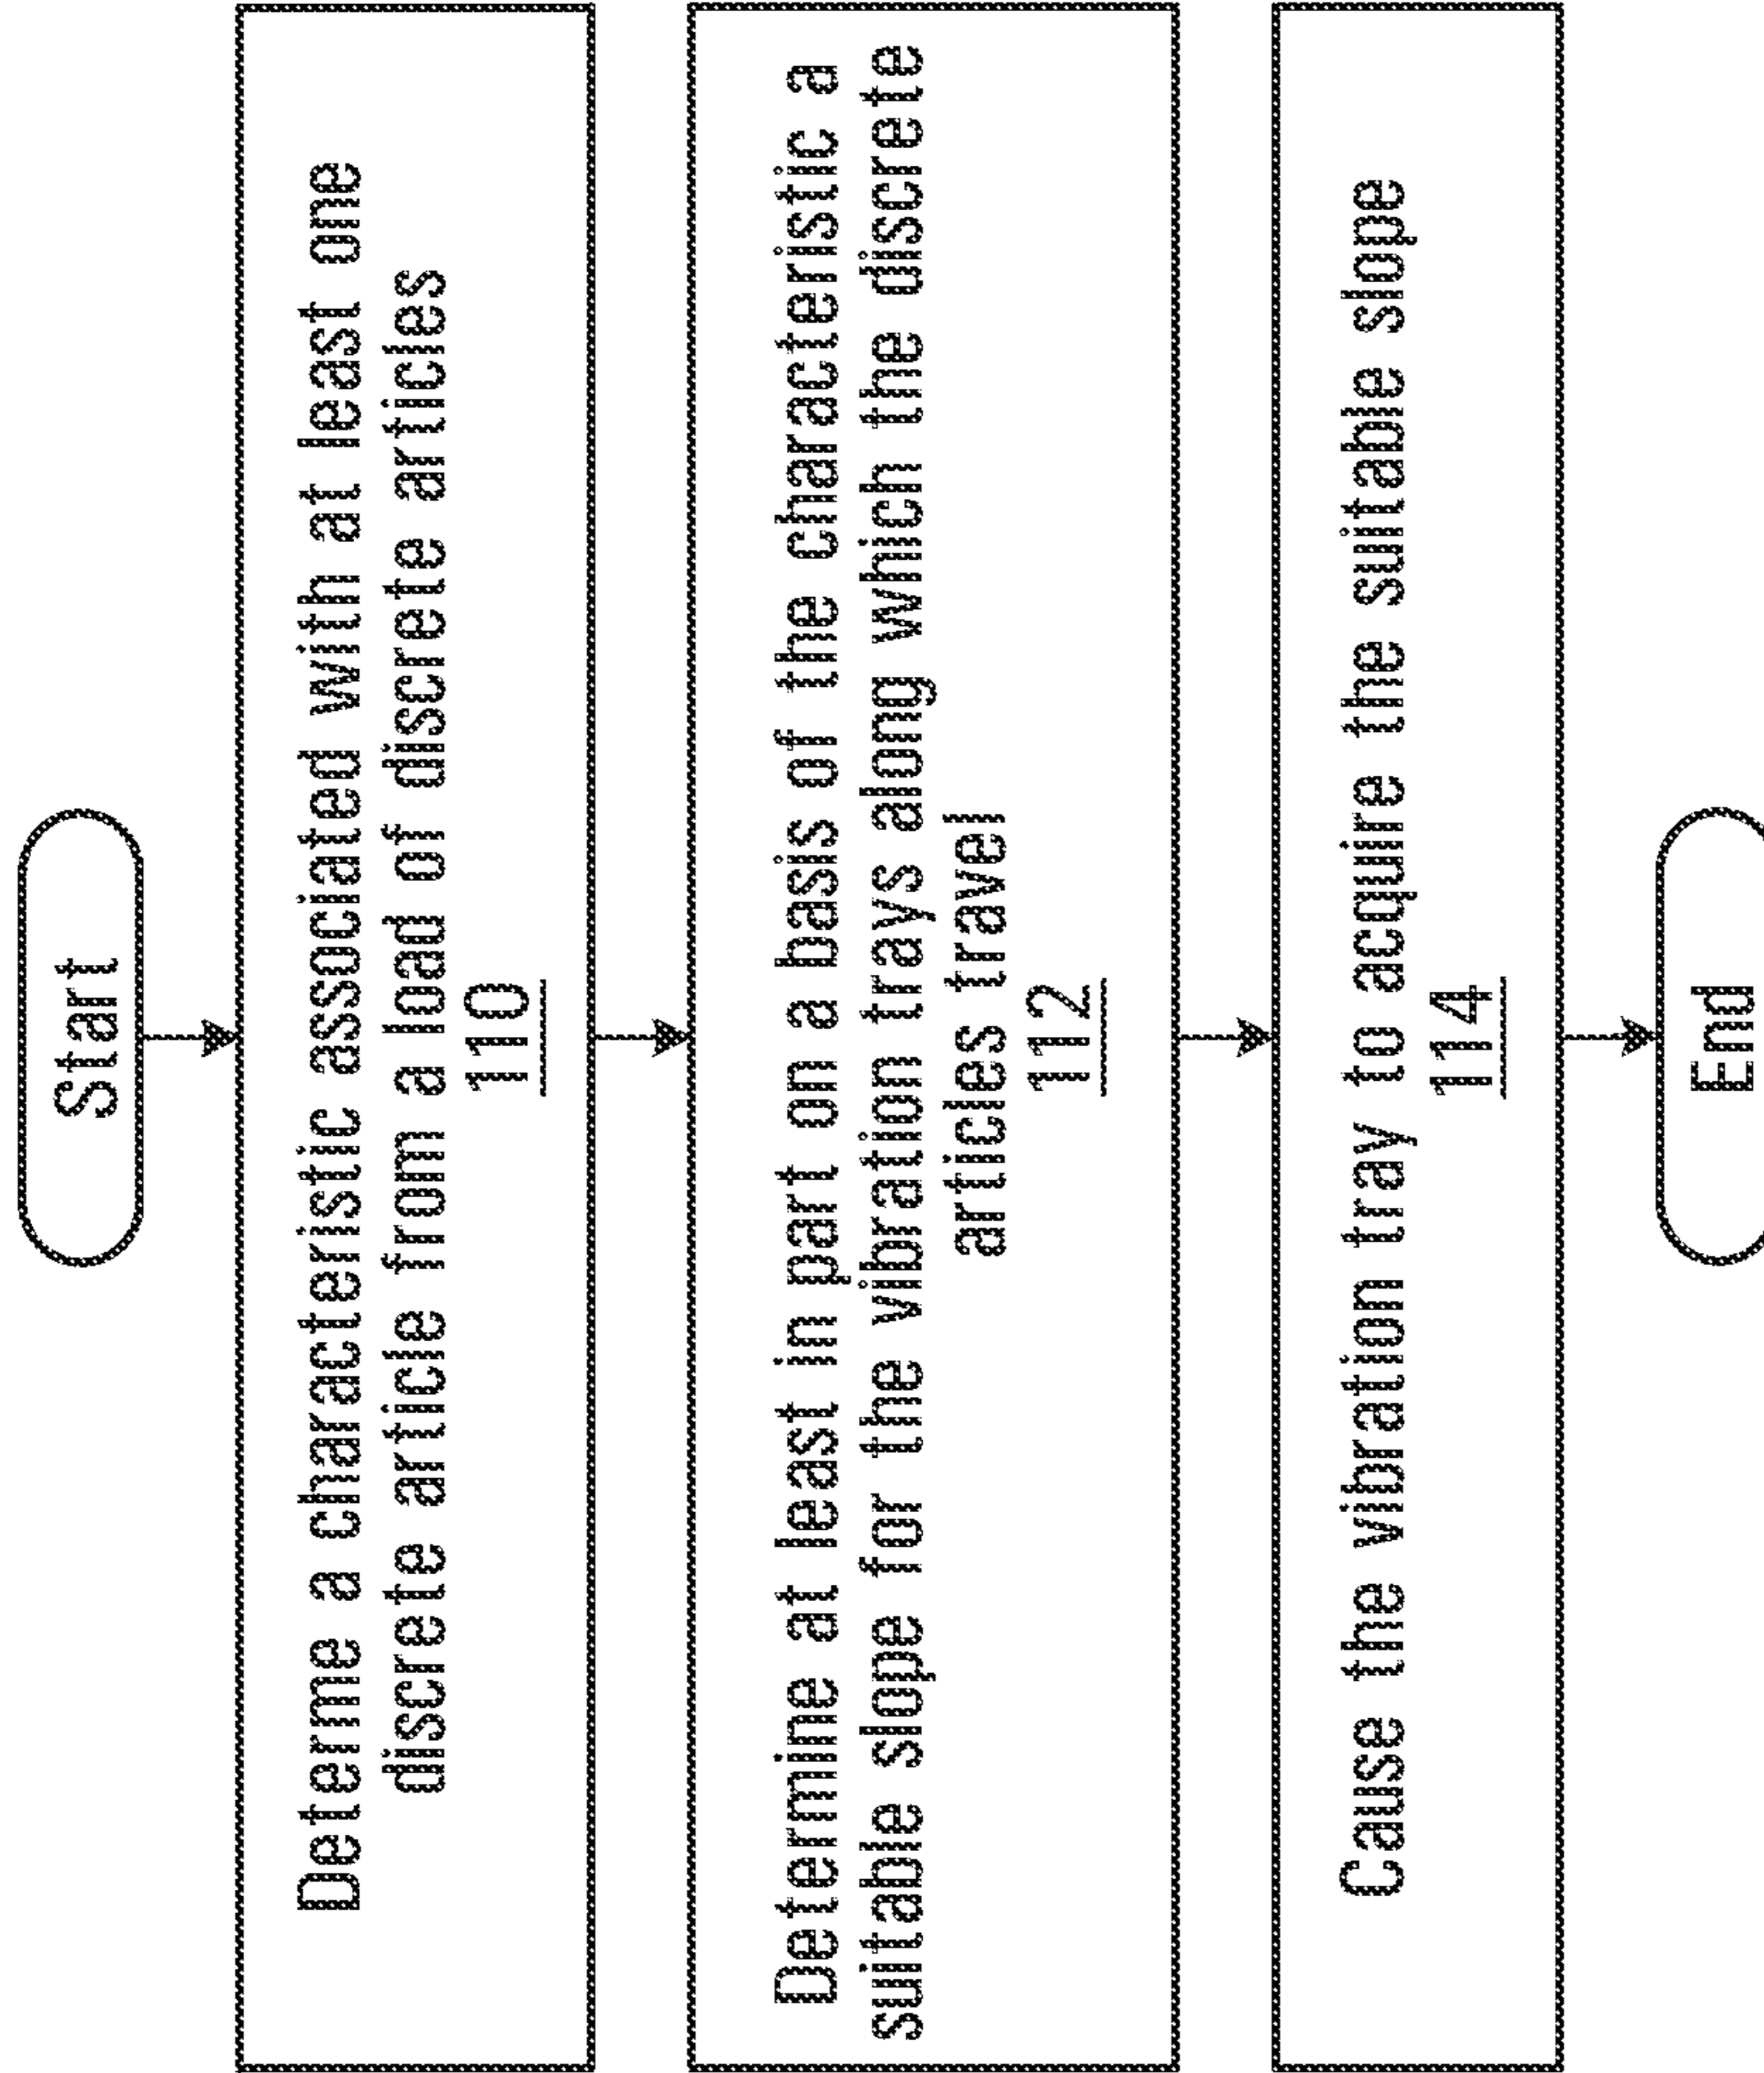 Start
Determe a characteristic associated with at least one
discrete article from a load of discrete articles
110
Determine at least in part on a basis of the characteristic a
suitable slope for the vibration trays along which the discrete
articles travel
112
Cause the vibration tray to acquire the suitable slope
114
End